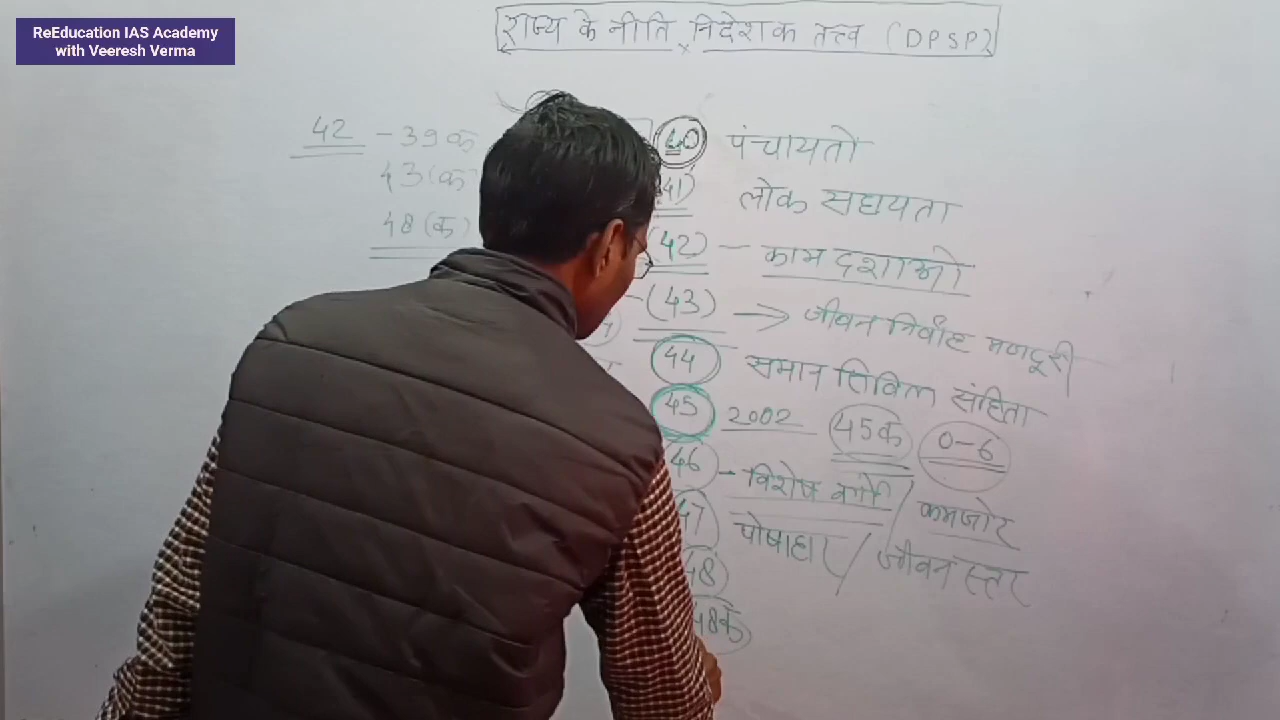 ReEducation IAS Academy
with Veeresh Verma
राज्य के नीति निदेशक तत्त्व (DPSP)
42 - 39क
43(क)
48(क)
40 पंचायतो
41) लोक सहायता
(42) - काम दशाओ
-(43) → जीवन निर्वाह मजदूरी
44 समान सिविल संहिता
45 2002 45क 0-6
46 - विशेष वर्गो / कमजोर
47 पोषाहार / जीवन स्तर
48
48क